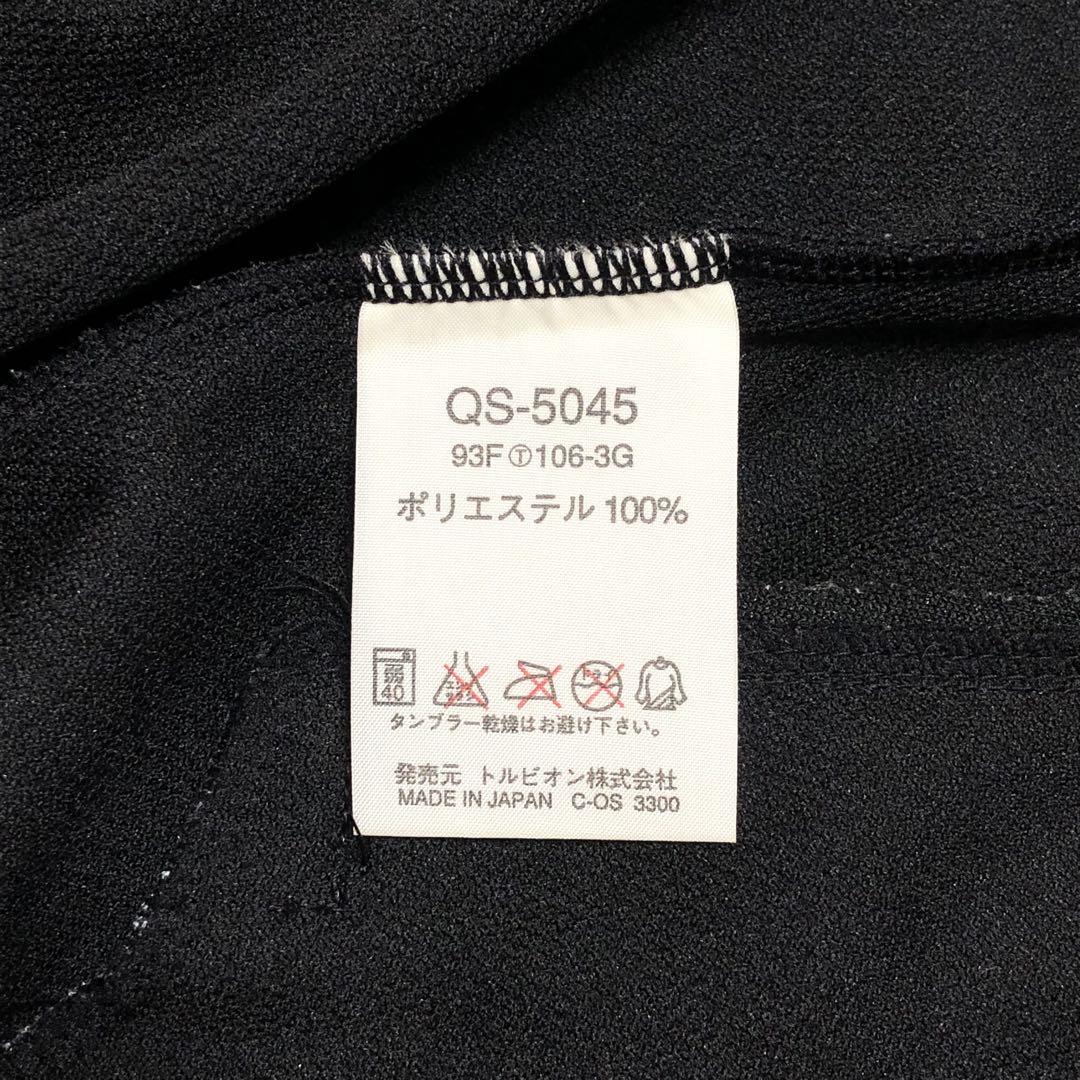 QS-5045
93FⓉ106-3G
ポリエステル 100%
弱
40
タンブラー乾燥はお避け下さい。
発売元 トルビオン株式会社
MADE IN JAPAN C-OS 3300